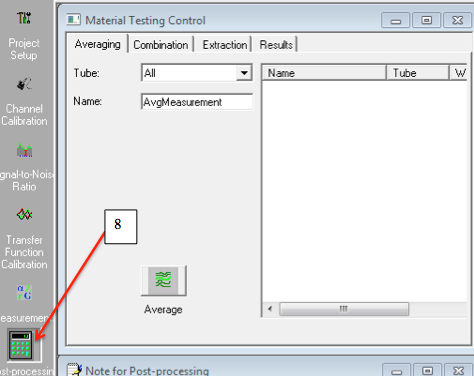 Material Testing Control
Project
Setup
Channel
Calibration
gnal-to-Nois
Ratio
Transfer
Function
Calibration
easuremen
ost-processin
8
Averaging Combination Extraction Results
Tube: All
Name: AvgMeasurement
Name Tube W
Average
Note for Post-processing